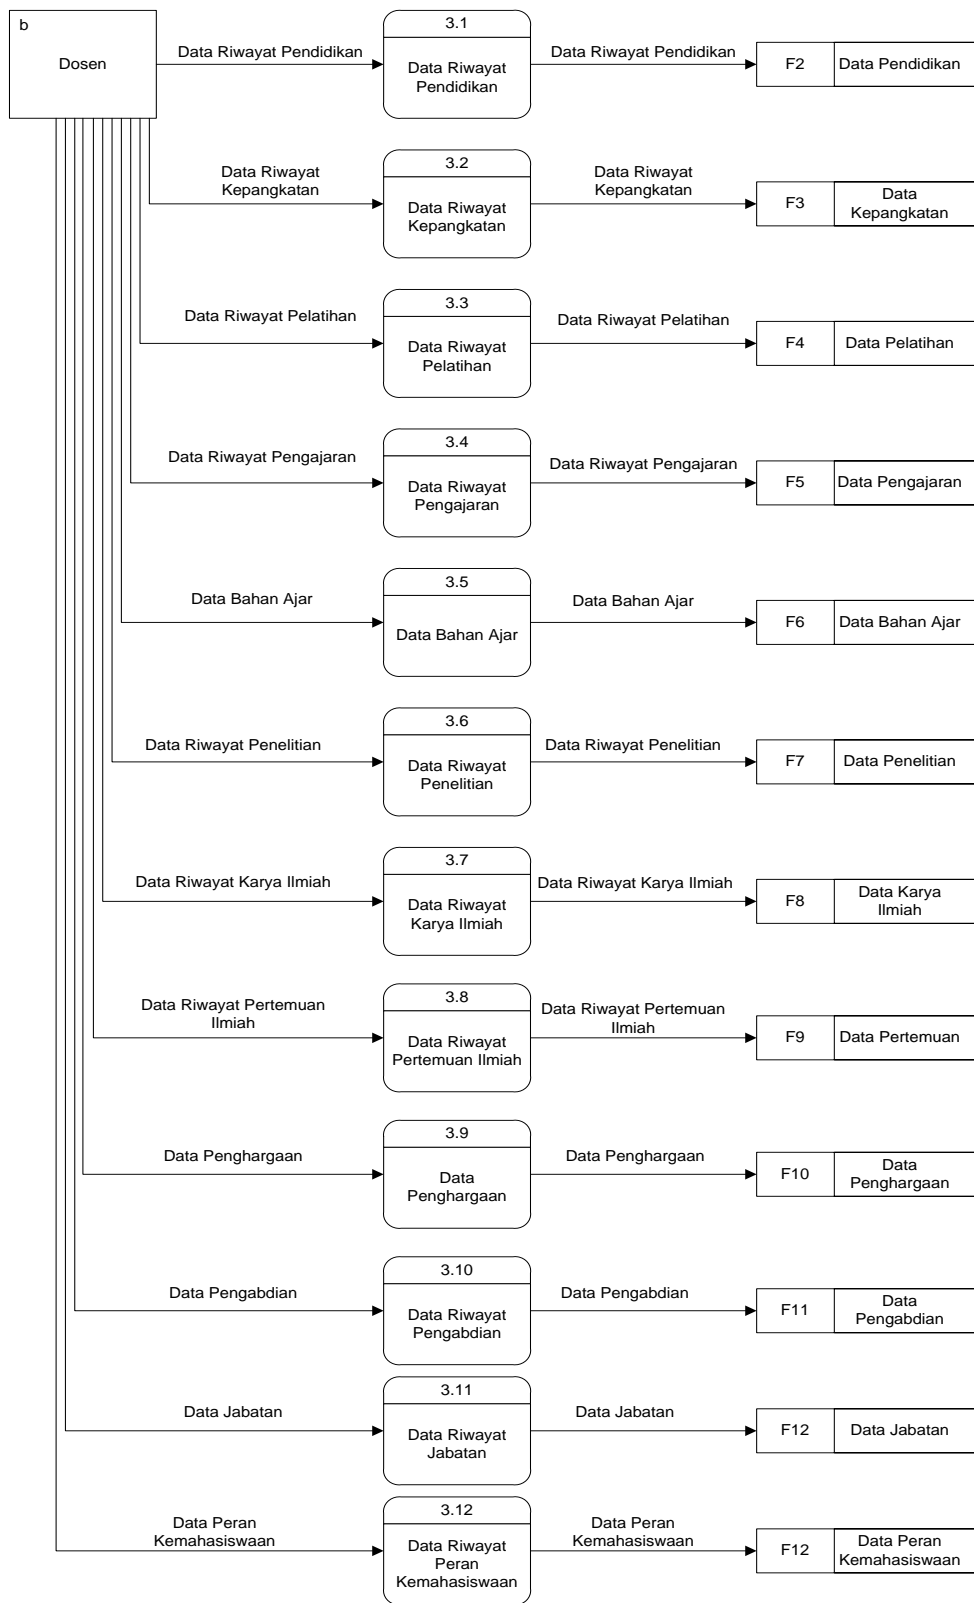 b
Dosen
Data Riwayat Pendidikan
3.1
Data Riwayat
Pendidikan
Data Riwayat Pendidikan
F2
Data Pendidikan
Data Riwayat
Kepangkatan
3.2
Data Riwayat
Kepangkatan
Data Riwayat
Kepangkatan
F3
Data
Kepangkatan
Data Riwayat Pelatihan
3.3
Data Riwayat
Pelatihan
Data Riwayat Pelatihan
F4
Data Pelatihan
Data Riwayat Pengajaran
3.4
Data Riwayat
Pengajaran
Data Riwayat Pengajaran
F5
Data Pengajaran
Data Bahan Ajar
3.5
Data Bahan Ajar
Data Bahan Ajar
F6
Data Bahan Ajar
Data Riwayat Penelitian
3.6
Data Riwayat
Penelitian
Data Riwayat Penelitian
F7
Data Penelitian
Data Riwayat Karya Ilmiah
3.7
Data Riwayat
Karya Ilmiah
Data Riwayat Karya Ilmiah
F8
Data Karya
Ilmiah
Data Riwayat Pertemuan
Ilmiah
3.8
Data Riwayat
Pertemuan Ilmiah
Data Riwayat Pertemuan
Ilmiah
F9
Data Pertemuan
Data Penghargaan
3.9
Data
Penghargaan
Data Penghargaan
F10
Data
Penghargaan
Data Pengabdian
3.10
Data Riwayat
Pengabdian
Data Pengabdian
F11
Data
Pengabdian
Data Jabatan
3.11
Data Riwayat
Jabatan
Data Jabatan
F12
Data Jabatan
Data Peran
Kemahasiswaan
3.12
Data Riwayat
Peran
Kemahasiswaan
Data Peran
Kemahasiswaan
F12
Data Peran
Kemahasiswaan